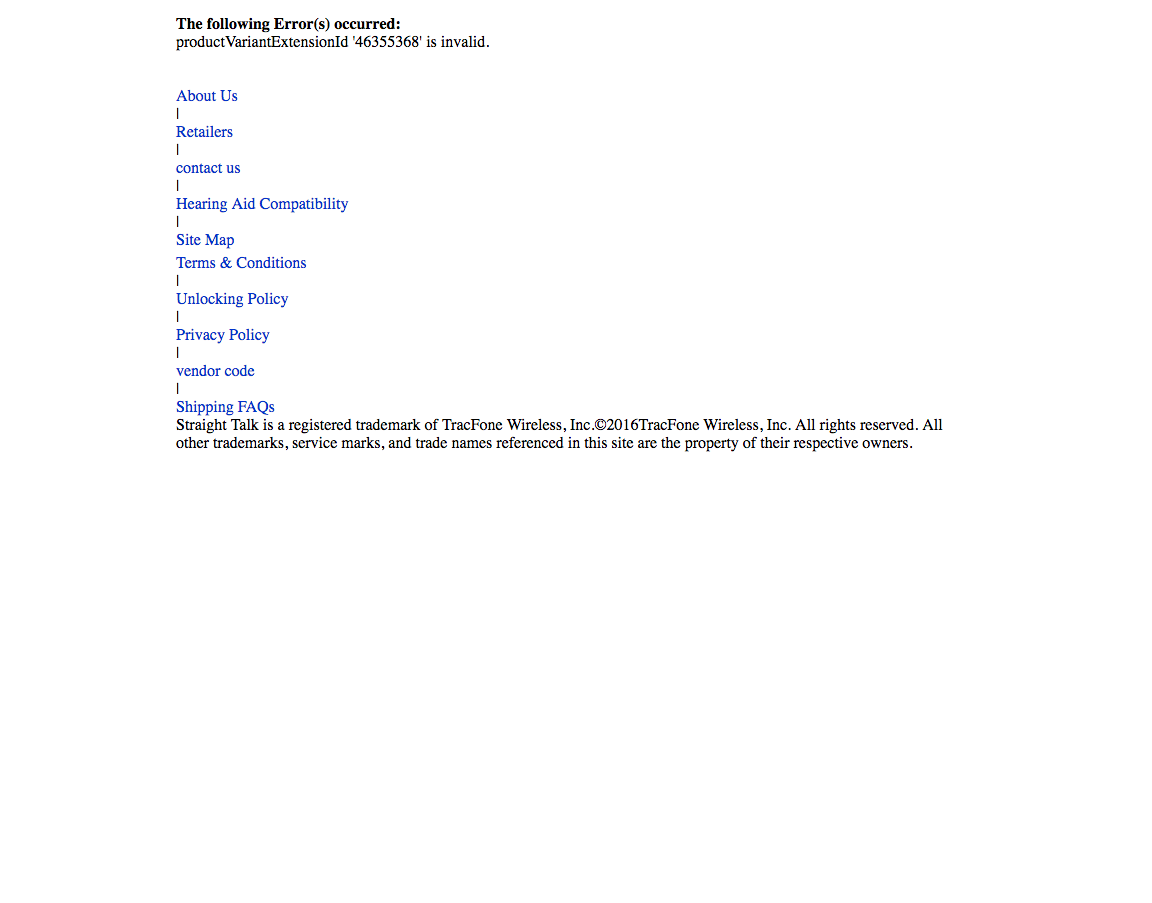 The following Error(s) occurred:
productVariantExtensionId '46355368' is invalid.
About Us
|
Retailers
|
contact us
|
Hearing Aid Compatibility
|
Site Map
Terms & Conditions
|
Unlocking Policy
|
Privacy Policy
|
vendor code
|
Shipping FAQs
Straight Talk is a registered trademark of TracFone Wireless, Inc.©2016TracFone Wireless, Inc. All rights reserved. All
other trademarks, service marks, and trade names referenced in this site are the property of their respective owners.